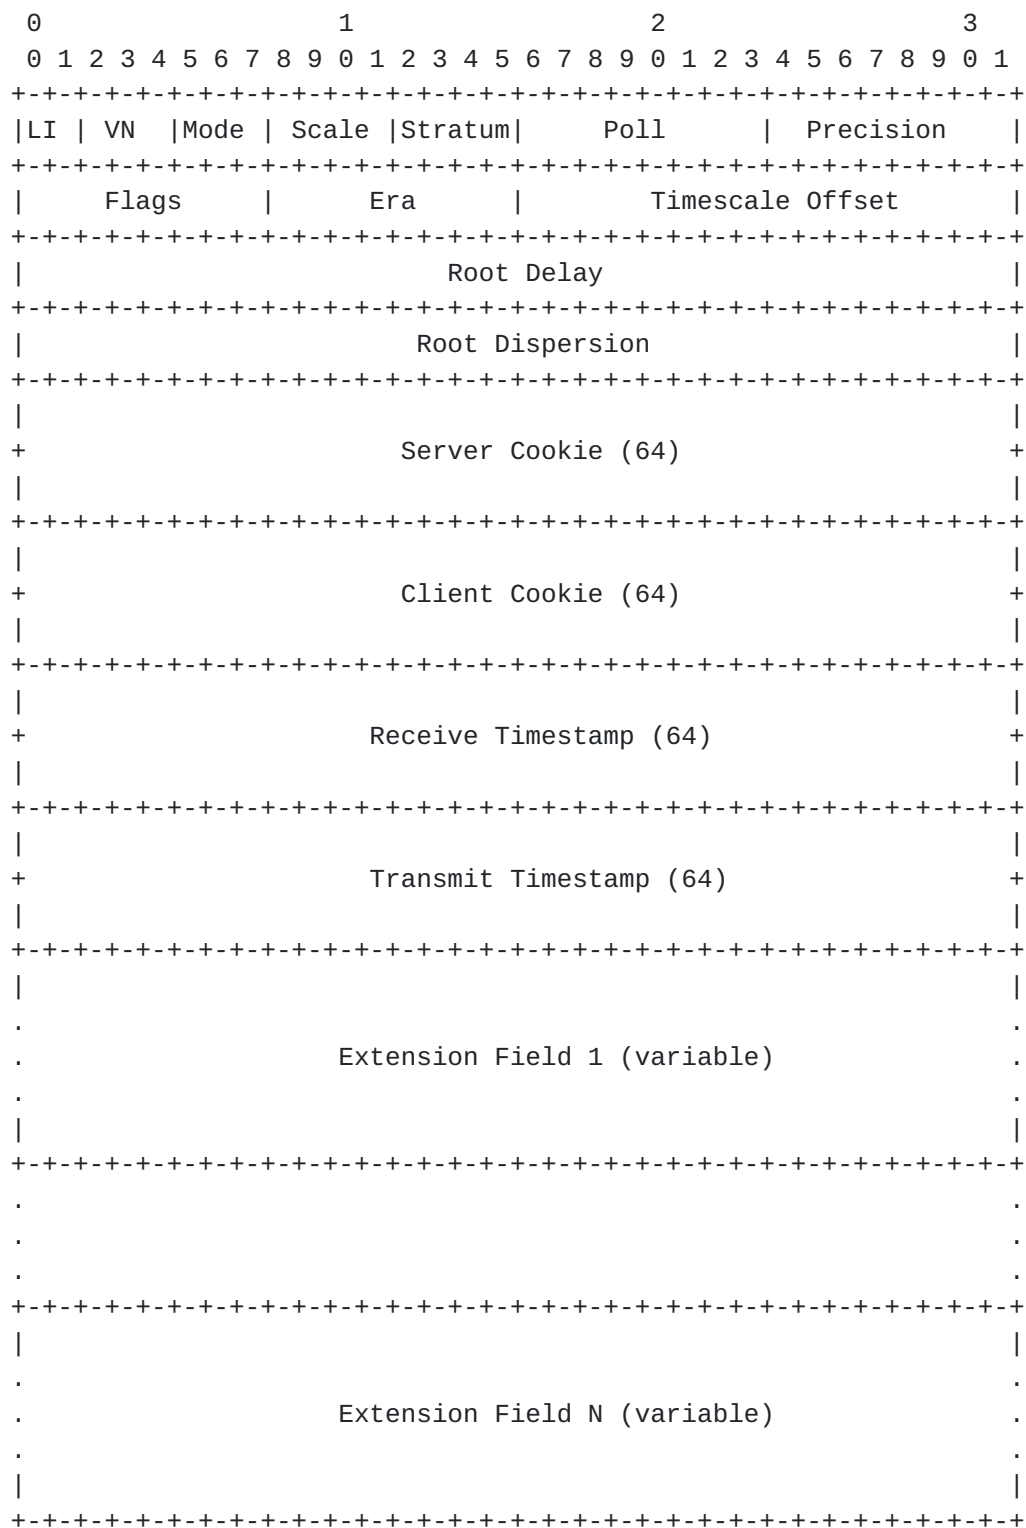 0                   1                   2                   3
 0 1 2 3 4 5 6 7 8 9 0 1 2 3 4 5 6 7 8 9 0 1 2 3 4 5 6 7 8 9 0 1
+-+-+-+-+-+-+-+-+-+-+-+-+-+-+-+-+-+-+-+-+-+-+-+-+-+-+-+-+-+-+-+-+
|LI | VN  |Mode | Scale |Stratum|     Poll      |  Precision    |
+-+-+-+-+-+-+-+-+-+-+-+-+-+-+-+-+-+-+-+-+-+-+-+-+-+-+-+-+-+-+-+-+
|     Flags     |      Era      |        Timescale Offset       |
+-+-+-+-+-+-+-+-+-+-+-+-+-+-+-+-+-+-+-+-+-+-+-+-+-+-+-+-+-+-+-+-+
|                           Root Delay                          |
+-+-+-+-+-+-+-+-+-+-+-+-+-+-+-+-+-+-+-+-+-+-+-+-+-+-+-+-+-+-+-+-+
|                         Root Dispersion                       |
+-+-+-+-+-+-+-+-+-+-+-+-+-+-+-+-+-+-+-+-+-+-+-+-+-+-+-+-+-+-+-+-+
|                                                               |
+                        Server Cookie (64)                     +
|                                                               |
+-+-+-+-+-+-+-+-+-+-+-+-+-+-+-+-+-+-+-+-+-+-+-+-+-+-+-+-+-+-+-+-+
|                                                               |
+                        Client Cookie (64)                     +
|                                                               |
+-+-+-+-+-+-+-+-+-+-+-+-+-+-+-+-+-+-+-+-+-+-+-+-+-+-+-+-+-+-+-+-+
|                                                               |
+                      Receive Timestamp (64)                   +
|                                                               |
+-+-+-+-+-+-+-+-+-+-+-+-+-+-+-+-+-+-+-+-+-+-+-+-+-+-+-+-+-+-+-+-+
|                                                               |
+                      Transmit Timestamp (64)                  +
|                                                               |
+-+-+-+-+-+-+-+-+-+-+-+-+-+-+-+-+-+-+-+-+-+-+-+-+-+-+-+-+-+-+-+-+
|                                                               |
.                                                               .
.                    Extension Field 1 (variable)               .
.                                                               .
|                                                               |
+-+-+-+-+-+-+-+-+-+-+-+-+-+-+-+-+-+-+-+-+-+-+-+-+-+-+-+-+-+-+-+-+
.                                                               .
.                                                               .
.                                                               .
+-+-+-+-+-+-+-+-+-+-+-+-+-+-+-+-+-+-+-+-+-+-+-+-+-+-+-+-+-+-+-+-+
|                                                               |
.                                                               .
.                    Extension Field N (variable)               .
.                                                               .
|                                                               |
+-+-+-+-+-+-+-+-+-+-+-+-+-+-+-+-+-+-+-+-+-+-+-+-+-+-+-+-+-+-+-+-+